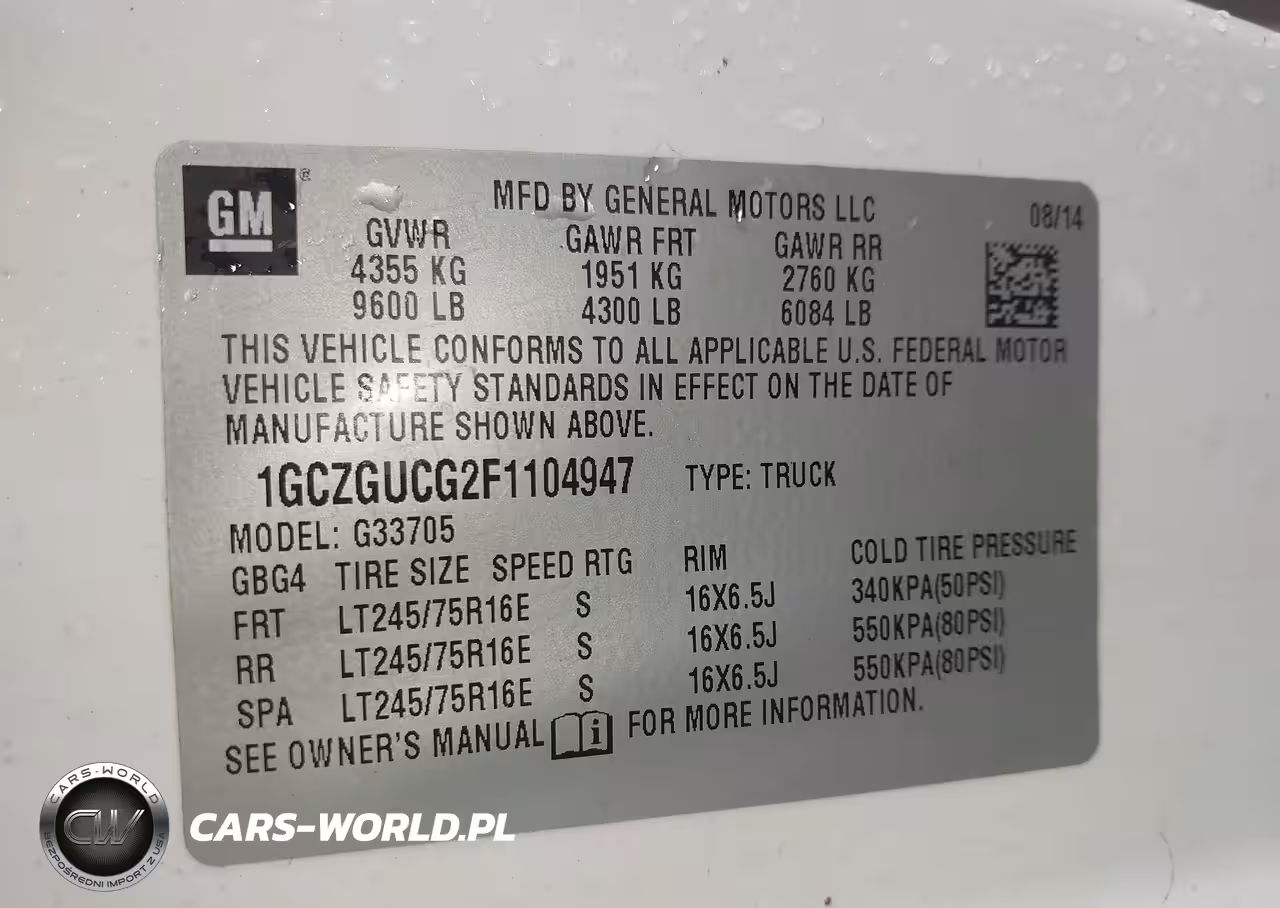 GM ®
MFD BY GENERAL MOTORS LLC
08/14
GVWR GAWR FRT GAWR RR
4355 KG 1951 KG 2760 KG
9600 LB 4300 LB 6084 LB
THIS VEHICLE CONFORMS TO ALL APPLICABLE U.S. FEDERAL MOTOR
VEHICLE SAFETY STANDARDS IN EFFECT ON THE DATE OF
MANUFACTURE SHOWN ABOVE.
1GCZGUCG2F1104947 TYPE: TRUCK
MODEL: G33705
GBG4 TIRE SIZE SPEED RTG RIM COLD TIRE PRESSURE
FRT LT245/75R16E S 16X6.5J 340KPA(50PSI)
RR LT245/75R16E S 16X6.5J 550KPA(80PSI)
SPA LT245/75R16E S 16X6.5J 550KPA(80PSI)
SEE OWNER'S MANUAL i FOR MORE INFORMATION.
CARS-WORLD
CW
BEZPOŚREDNI IMPORT Z USA
CARS-WORLD.PL